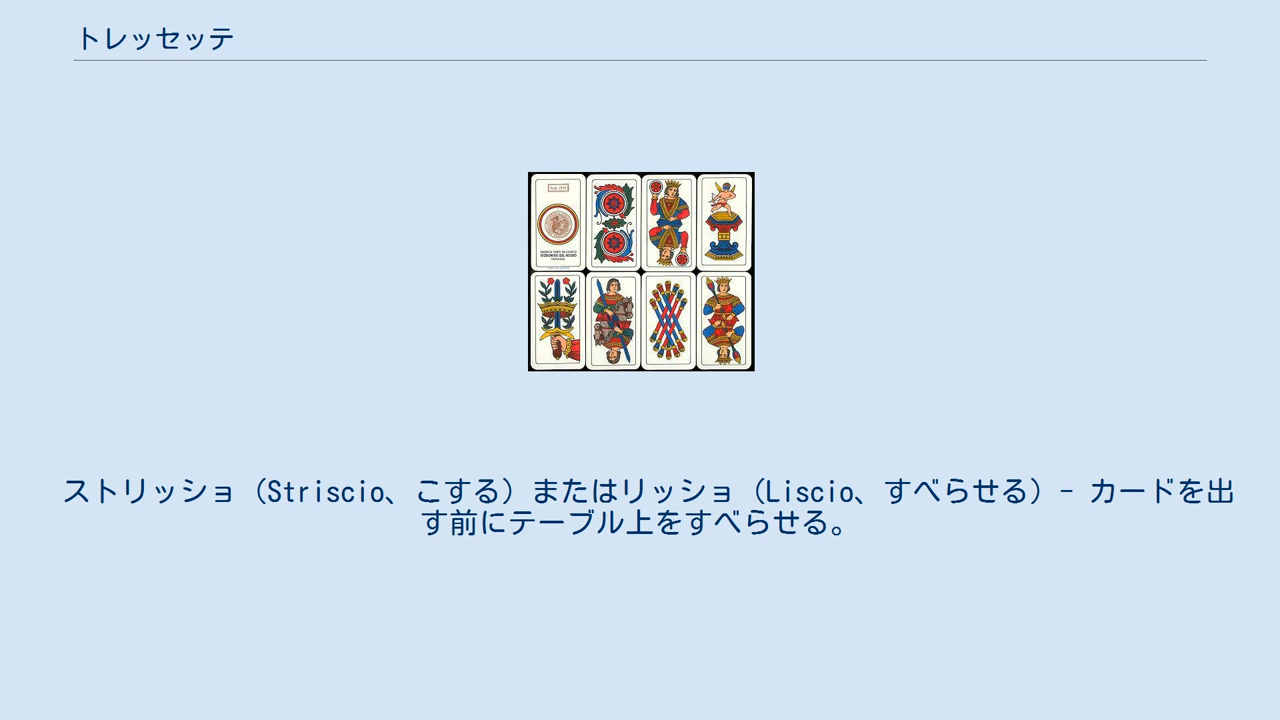 トレッセッテ
ストリッショ（Striscio、こする）またはリッショ（Liscio、すべらせる）- カードを出
す前にテーブル上をすべらせる。